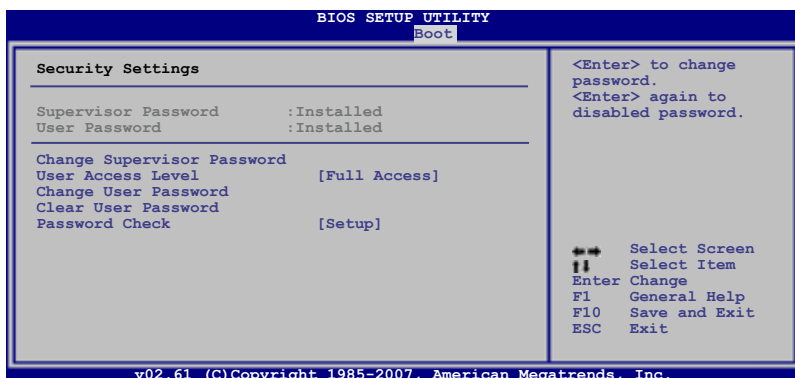 BIOS SETUP UTILITY
Boot
Security Settings
Supervisor Password :Installed
User Password :Installed
Change Supervisor Password
User Access Level [Full Access]
Change User Password
Clear User Password
Password Check [Setup]
<Enter> to change
password.
<Enter> again to
disabled password.
Select Screen
Select Item
Enter Change
F1 General Help
F10 Save and Exit
ESC Exit
v02.61 (C)Copyright 1985-2007, American Megatrends, Inc.